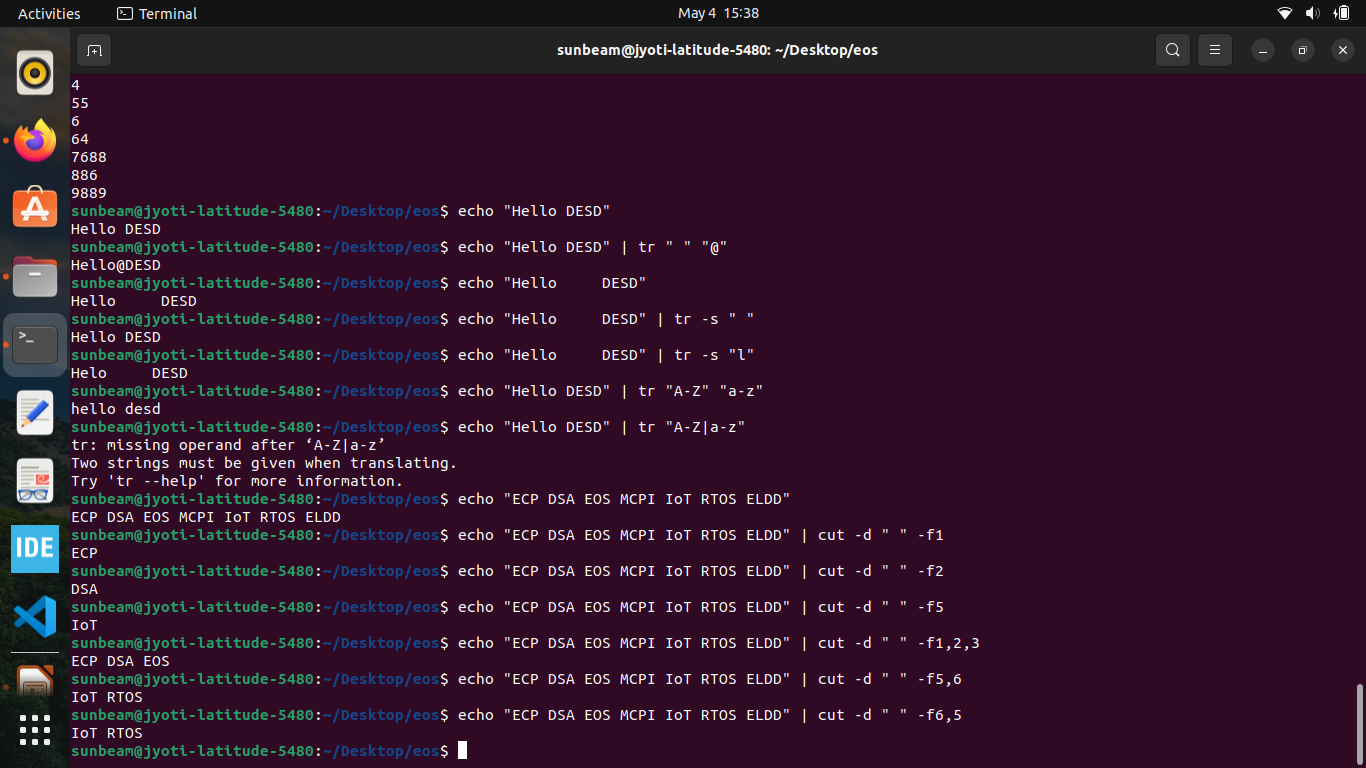 Activities Terminal May 4 15:38
sunbeam@jyoti-latitude-5480: ~/Desktop/eos
4
55
6
64
7688
886
9889
sunbeam@jyoti-latitude-5480:~/Desktop/eos$ echo "Hello DESD"
Hello DESD
sunbeam@jyoti-latitude-5480:~/Desktop/eos$ echo "Hello DESD" | tr " " "@"
Hello@DESD
sunbeam@jyoti-latitude-5480:~/Desktop/eos$ echo "Hello     DESD"
Hello     DESD
sunbeam@jyoti-latitude-5480:~/Desktop/eos$ echo "Hello     DESD" | tr -s " "
Hello DESD
sunbeam@jyoti-latitude-5480:~/Desktop/eos$ echo "Hello     DESD" | tr -s "l"
Helo     DESD
sunbeam@jyoti-latitude-5480:~/Desktop/eos$ echo "Hello DESD" | tr "A-Z" "a-z"
hello desd
sunbeam@jyoti-latitude-5480:~/Desktop/eos$ echo "Hello DESD" | tr "A-Z|a-z"
tr: missing operand after ‘A-Z|a-z’
Two strings must be given when translating.
Try 'tr --help' for more information.
sunbeam@jyoti-latitude-5480:~/Desktop/eos$ echo "ECP DSA EOS MCPI IoT RTOS ELDD"
ECP DSA EOS MCPI IoT RTOS ELDD
sunbeam@jyoti-latitude-5480:~/Desktop/eos$ echo "ECP DSA EOS MCPI IoT RTOS ELDD" | cut -d " " -f1
ECP
sunbeam@jyoti-latitude-5480:~/Desktop/eos$ echo "ECP DSA EOS MCPI IoT RTOS ELDD" | cut -d " " -f2
DSA
IDE
sunbeam@jyoti-latitude-5480:~/Desktop/eos$ echo "ECP DSA EOS MCPI IoT RTOS ELDD" | cut -d " " -f5
IoT
sunbeam@jyoti-latitude-5480:~/Desktop/eos$ echo "ECP DSA EOS MCPI IoT RTOS ELDD" | cut -d " " -f1,2,3
ECP DSA EOS
sunbeam@jyoti-latitude-5480:~/Desktop/eos$ echo "ECP DSA EOS MCPI IoT RTOS ELDD" | cut -d " " -f5,6
IoT RTOS
sunbeam@jyoti-latitude-5480:~/Desktop/eos$ echo "ECP DSA EOS MCPI IoT RTOS ELDD" | cut -d " " -f6,5
IoT RTOS
sunbeam@jyoti-latitude-5480:~/Desktop/eos$